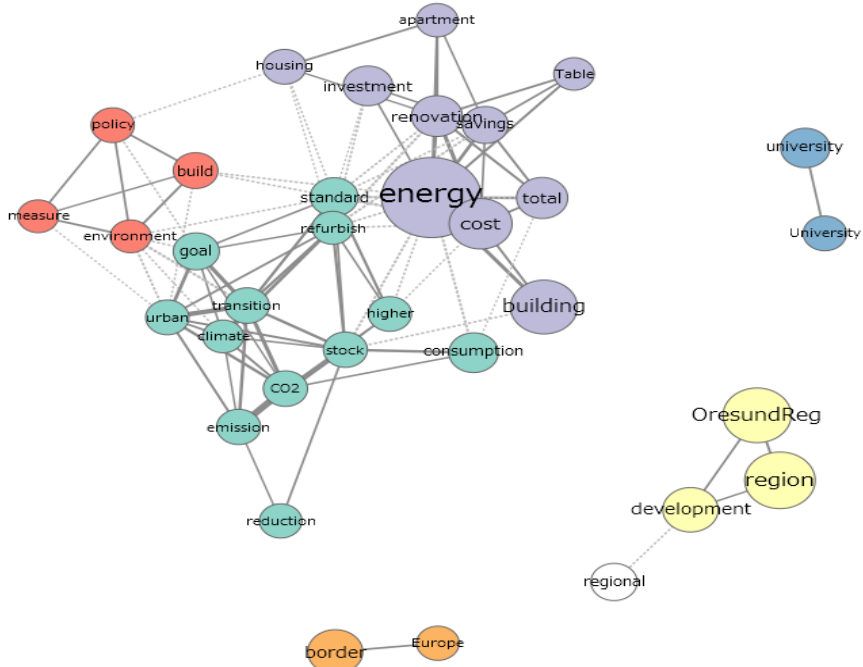 apartment
housing
Table
investment
renovation
savings
policy
university
build
energy
standard
total
measure
environment
refurbish
cost
University
goal
transition
building
urban
higher
climate
stock
consumption
CO2
OresundReg
emission
region
development
reduction
regional
border
Europe